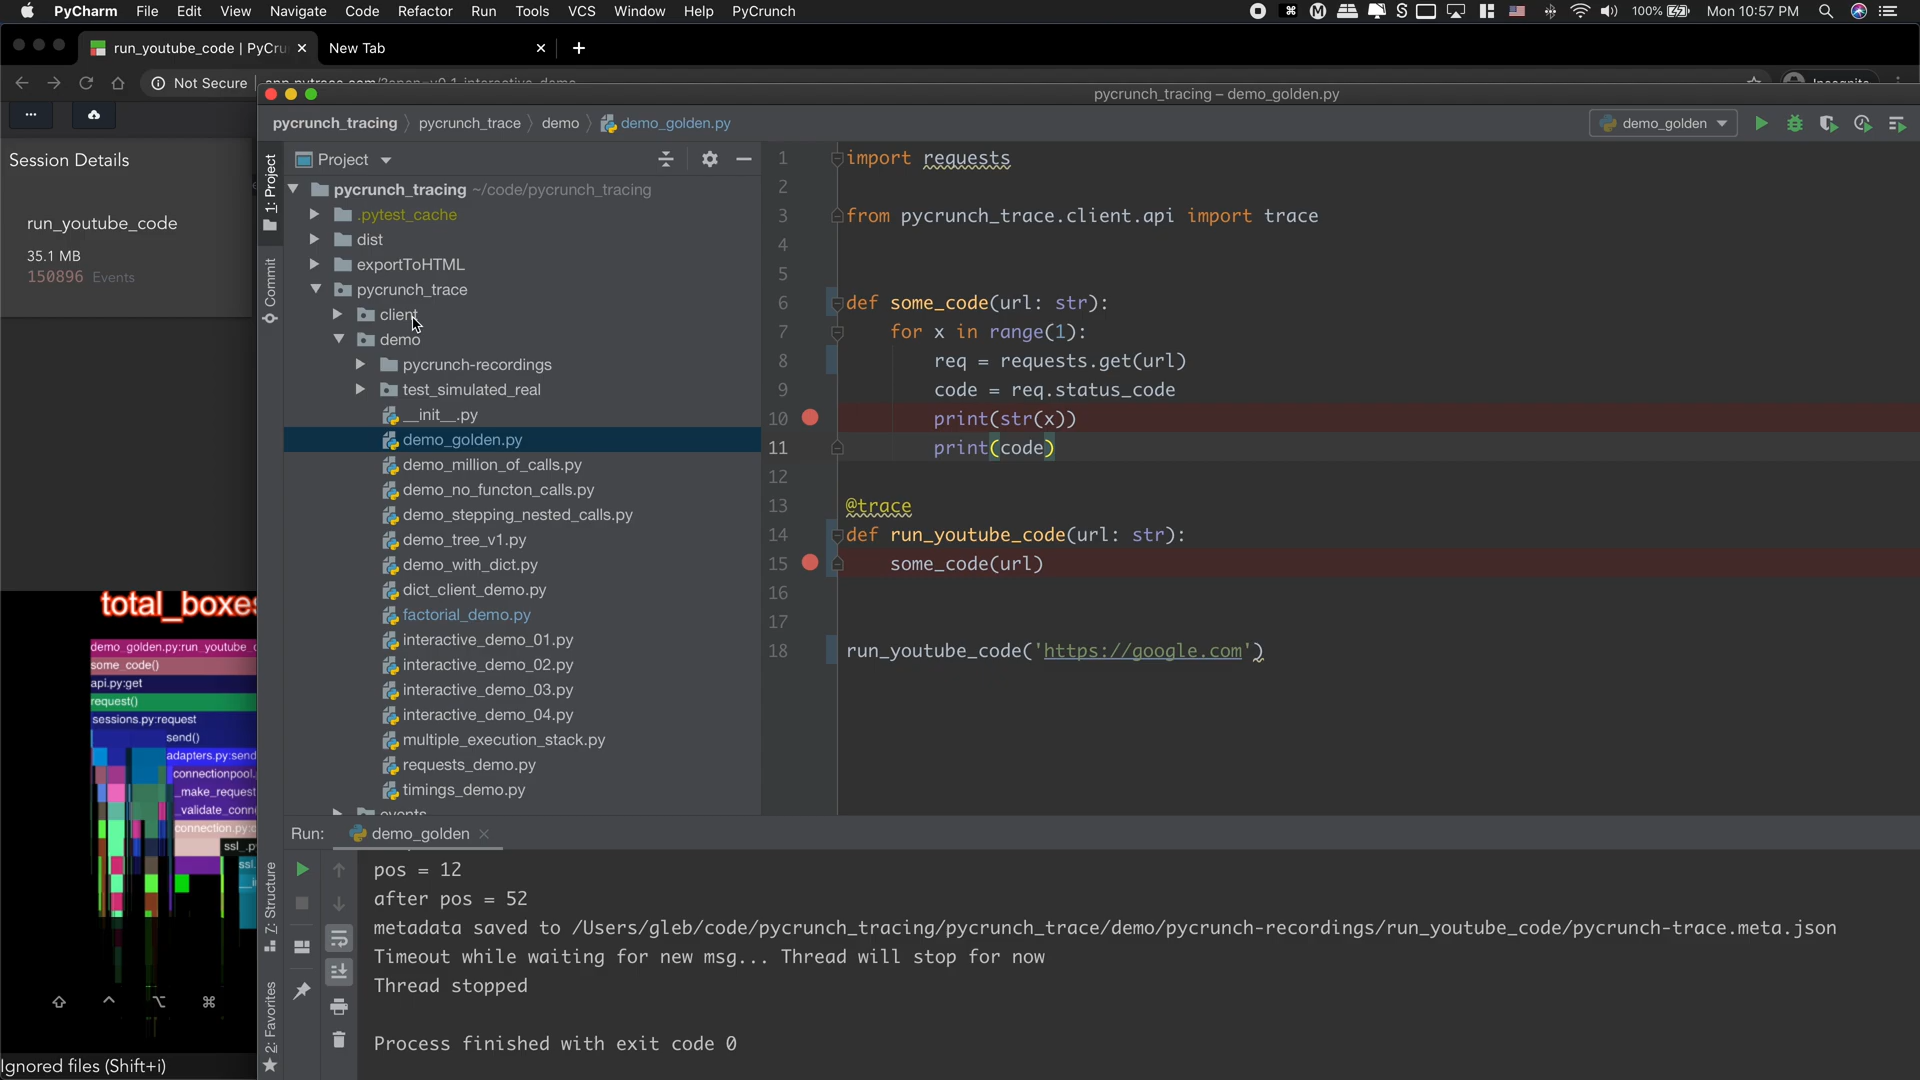 PyCharm File Edit View Navigate Code Refactor Run Tools VCS Window Help PyCrunch
100% Mon 10:57 PM
run_youtube_code | PyCru
New Tab
Not Secure
pycrunch_tracing – demo_golden.py
pycrunch_tracing pycrunch_trace demo demo_golden.py
demo_golden
Session Details
run_youtube_code
35.1 MB
150896 Events
1: Project
Commit
7: Structure
2: Favorites
Project
pycrunch_tracing ~/code/pycrunch_tracing
.pytest_cache
dist
exportToHTML
pycrunch_trace
client
demo
pycrunch-recordings
test_simulated_real
__init__.py
demo_golden.py
demo_million_of_calls.py
demo_no_functon_calls.py
demo_stepping_nested_calls.py
demo_tree_v1.py
demo_with_dict.py
dict_client_demo.py
factorial_demo.py
interactive_demo_01.py
interactive_demo_02.py
interactive_demo_03.py
interactive_demo_04.py
multiple_execution_stack.py
requests_demo.py
timings_demo.py
events
1 import requests
2
3 from pycrunch_trace.client.api import trace
4
5
6 def some_code(url: str):
7 for x in range(1):
8 req = requests.get(url)
9 code = req.status_code
10 print(str(x))
11 print(code)
12
13 @trace
14 def run_youtube_code(url: str):
15 some_code(url)
16
17
18 run_youtube_code('https://google.com')
total_boxes
demo_golden.py:run_youtube_c
some_code()
api.py:get
request()
sessions.py:request
send()
adapters.py:send
connectionpool.
_make_request
_validate_conn
connection.py:c
ssl_.py
ssl.
Ignored files (Shift+i)
Run: demo_golden
pos = 12
after pos = 52
metadata saved to /Users/gleb/code/pycrunch_tracing/pycrunch_trace/demo/pycrunch-recordings/run_youtube_code/pycrunch-trace.meta.json
Timeout while waiting for new msg... Thread will stop for now
Thread stopped
Process finished with exit code 0